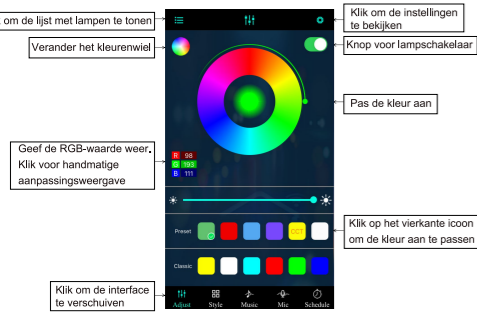 om de lijst met lampen te tonen
Klik om de instellingen
te bekijken
Verander het kleurenwiel
Knop voor lampschakelaar
Pas de kleur aan
Geef de RGB-waarde weer.
Klik voor handmatige
aanpassingsweergave
R 98
G 193
B 111
Preset
CCT
Klik op het vierkante icoon
om de kleur aan te passen
Classic
Klik om de interface
te verschuiven
Adjust Style Music Mic Schedule